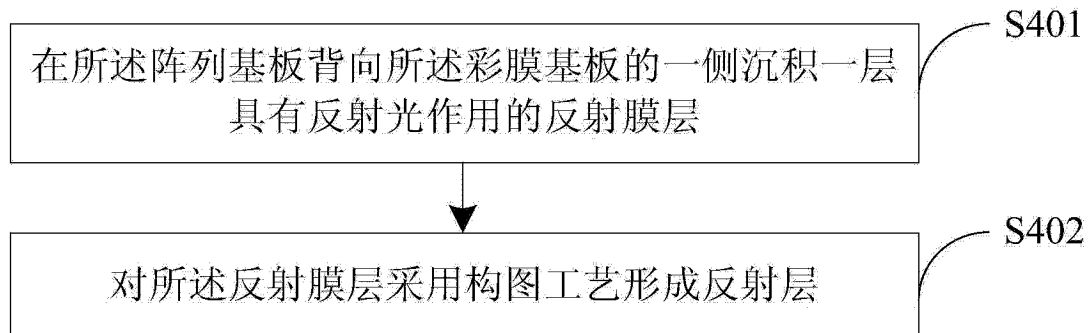 S401
在所述阵列基板背向所述彩膜基板的一侧沉积一层
具有反射光作用的反射膜层
S402
对所述反射膜层采用构图工艺形成反射层